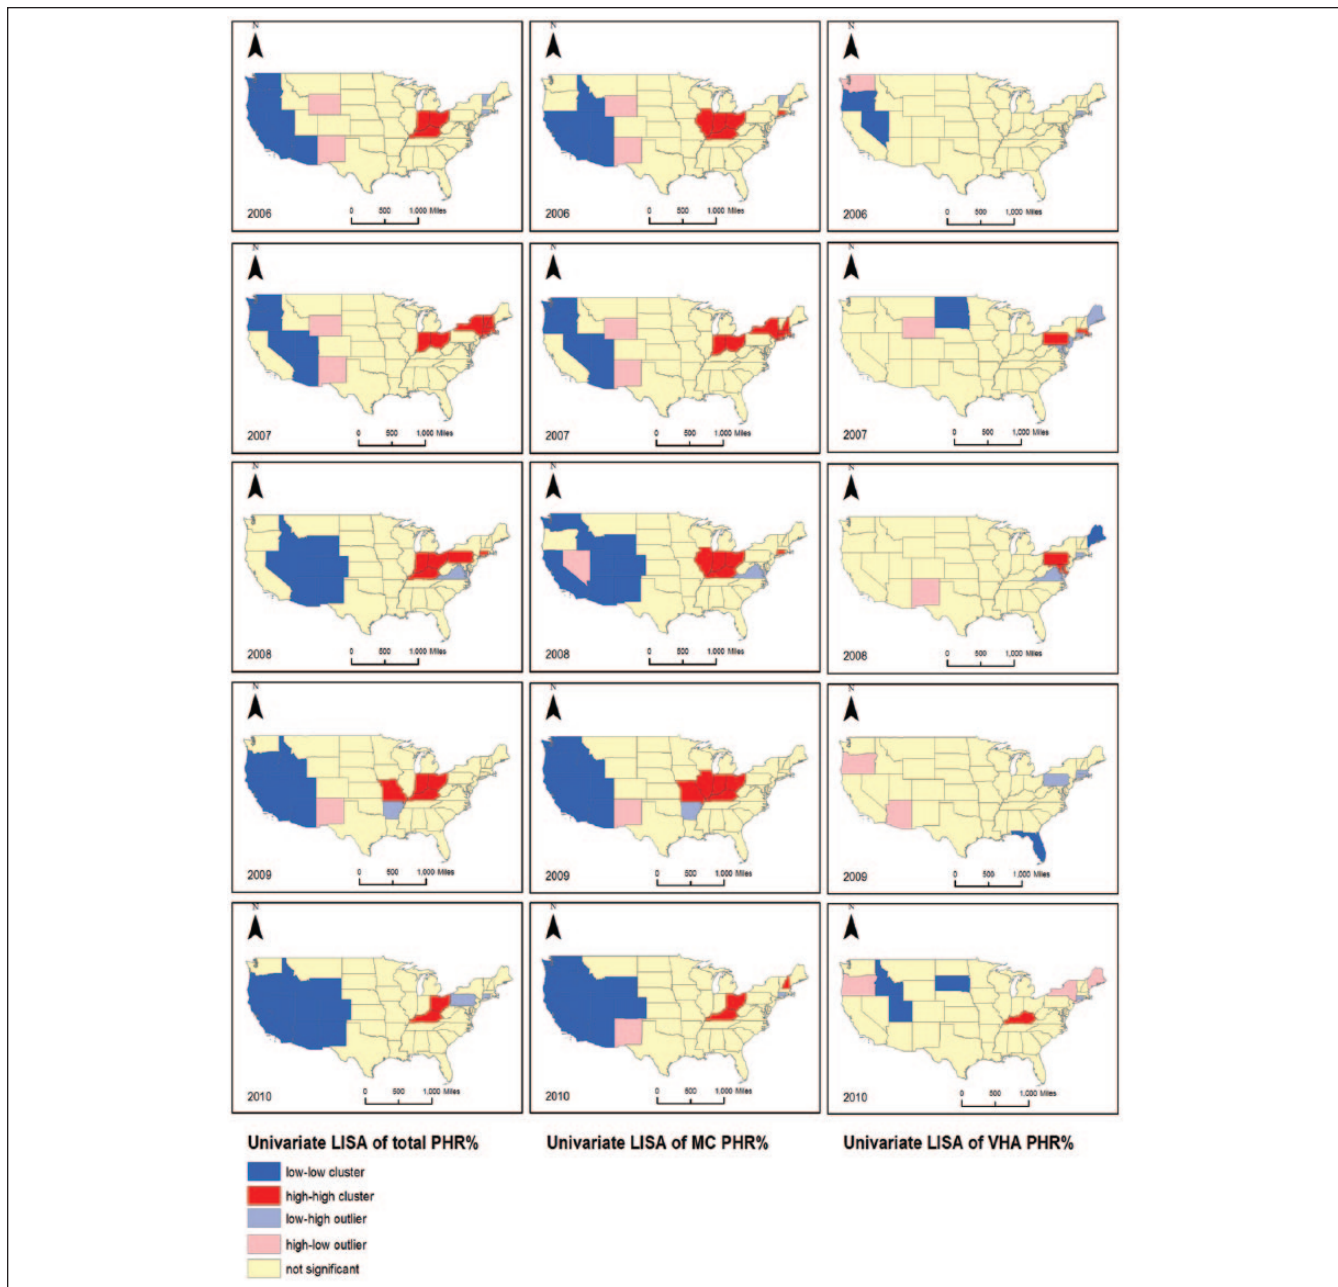 N N N
0 500 1,000 Miles 0 500 1,000 Miles 0 500 1,000 Miles
2006 2006 2006
N N N
0 500 1,000 Miles 0 500 1,000 Miles 0 500 1,000 Miles
2007 2007 2007
N N N
0 500 1,000 Miles 0 500 1,000 Miles 0 500 1,000 Miles
2008 2008 2008
N N N
0 500 1,000 Miles 0 500 1,000 Miles 0 500 1,000 Miles
2009 2009 2009
N N N
0 500 1,000 Miles 0 500 1,000 Miles 0 500 1,000 Miles
2010 2010 2010
Univariate LISA of total PHR% Univariate LISA of MC PHR% Univariate LISA of VHA PHR%
low-low cluster
high-high cluster
low-high outlier
high-low outlier
not significant